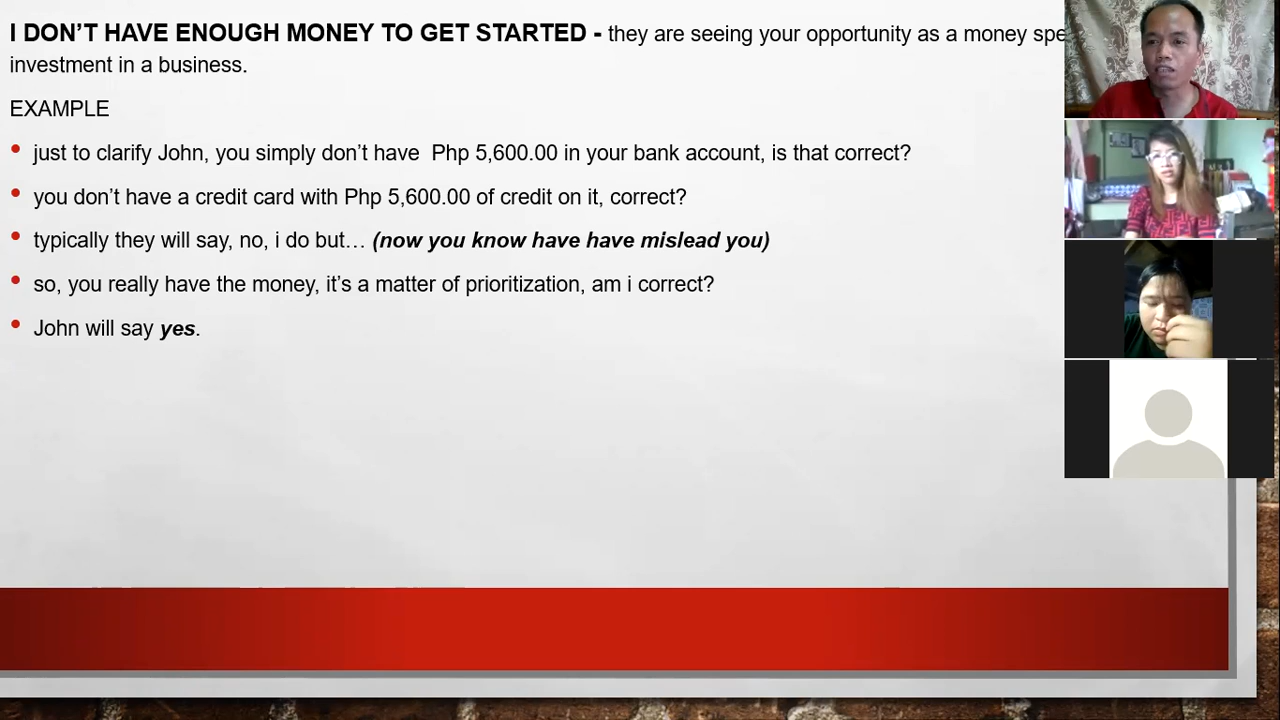 I DON’T HAVE ENOUGH MONEY TO GET STARTED - they are seeing your opportunity as a money
investment in a business.
EXAMPLE
• just to clarify John, you simply don’t have  Php 5,600.00 in your bank account, is that correct?
• you don’t have a credit card with Php 5,600.00 of credit on it, correct?
• typically they will say, no, i do but… (now you know have have mislead you)
• so, you really have the money, it’s a matter of prioritization, am i correct?
• John will say yes.